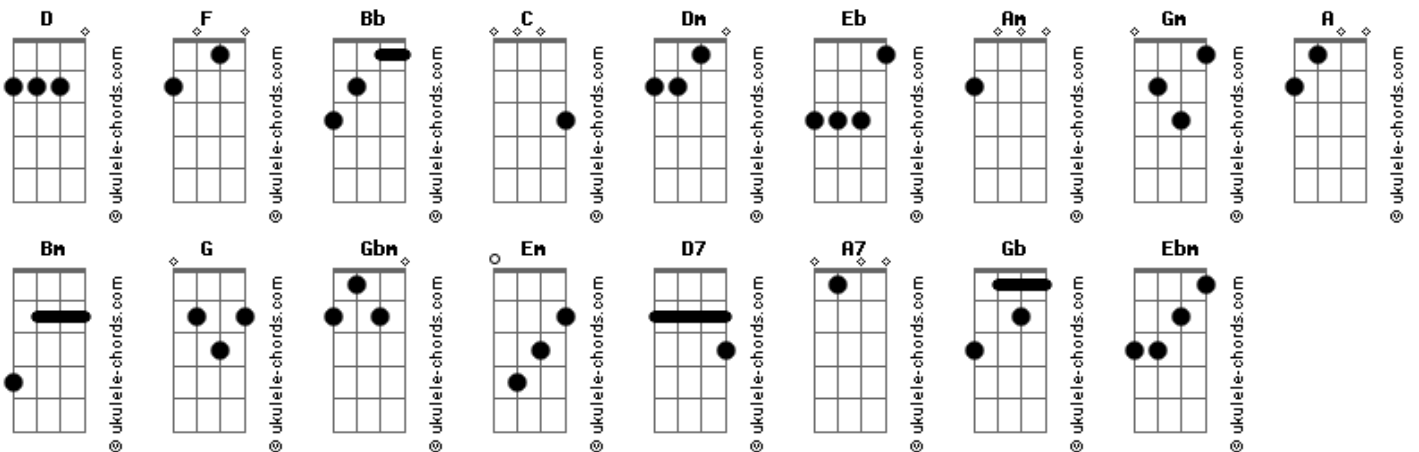 D F Bb C Dm Eb Am Gm A
© ukulele-chords.com © ukulele-chords.com © ukulele-chords.com © ukulele-chords.com © ukulele-chords.com © ukulele-chords.com © ukulele-chords.com © ukulele-chords.com © ukulele-chords.com
Bm G Gbm Em D7 A7 Gb Ebm
© ukulele-chords.com © ukulele-chords.com © ukulele-chords.com © ukulele-chords.com © ukulele-chords.com © ukulele-chords.com © ukulele-chords.com © ukulele-chords.com